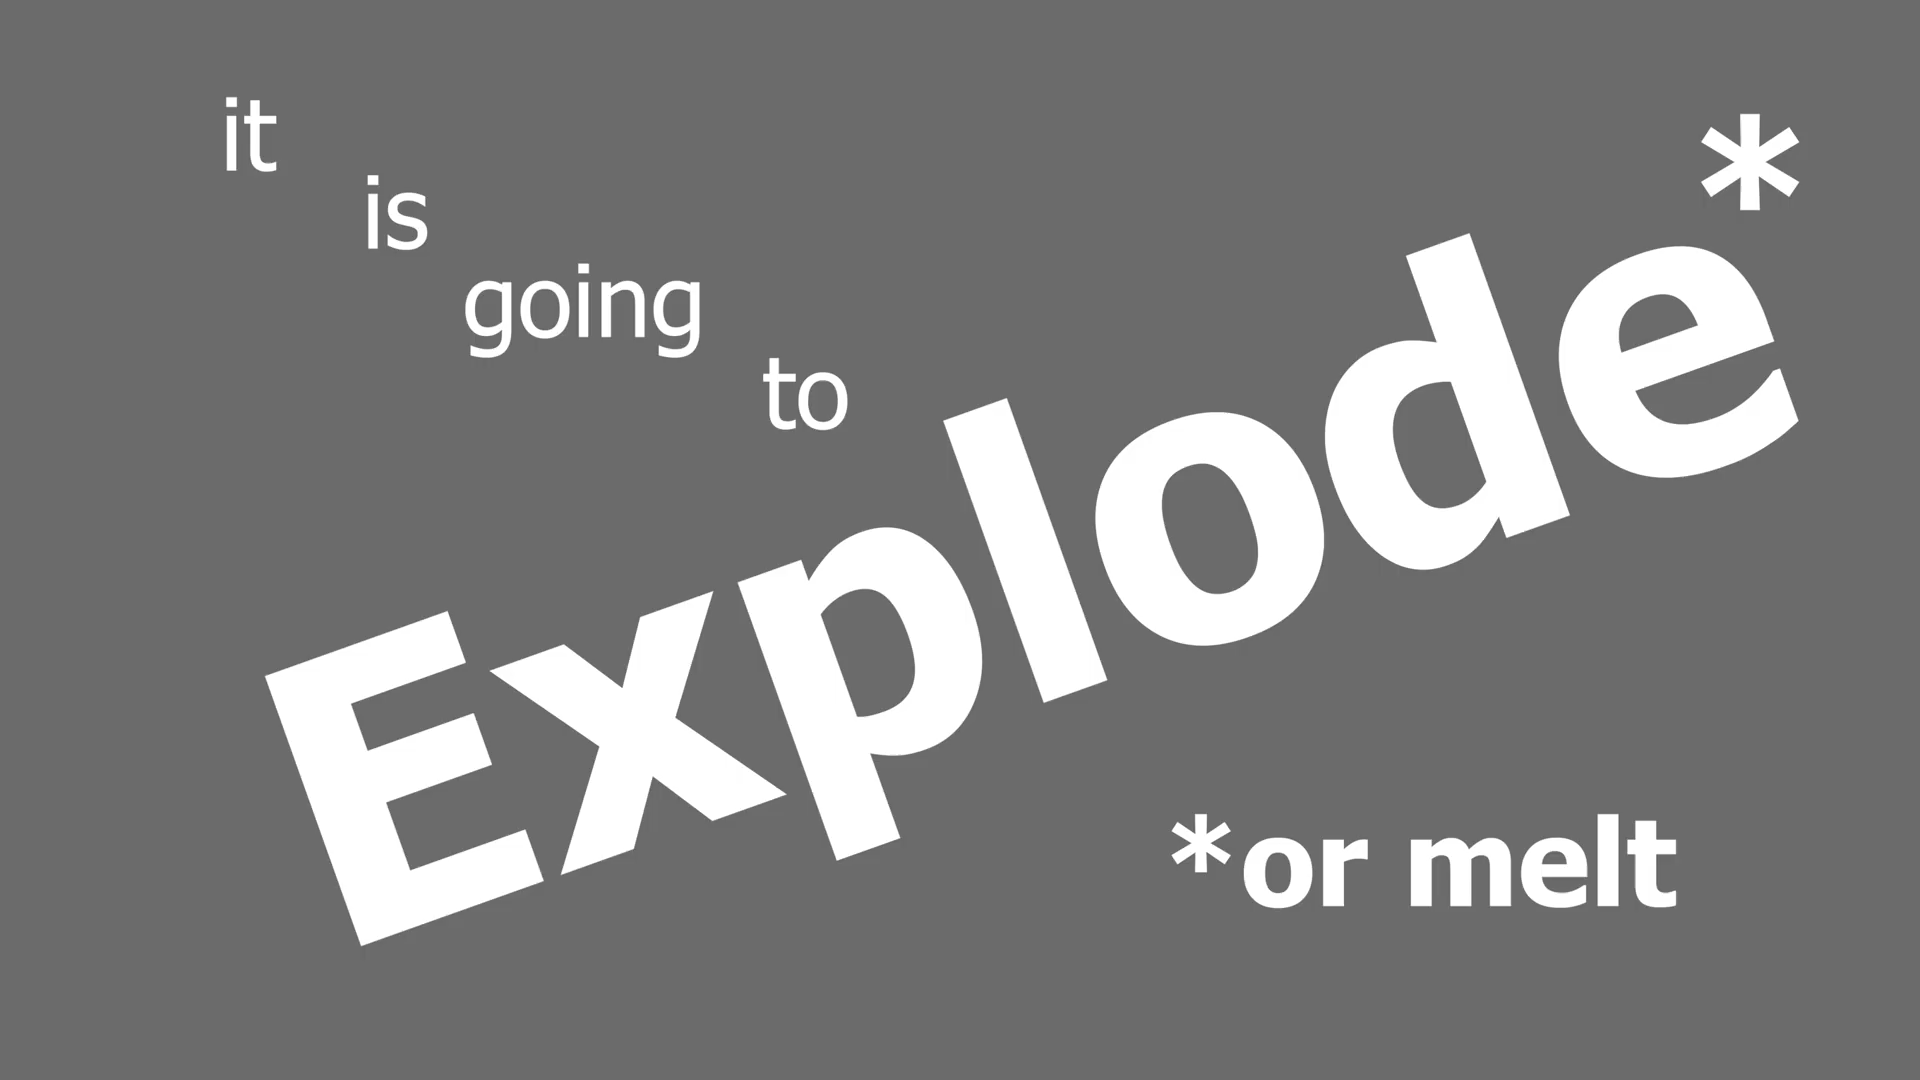 it
is
going
to
Explode*
*or melt